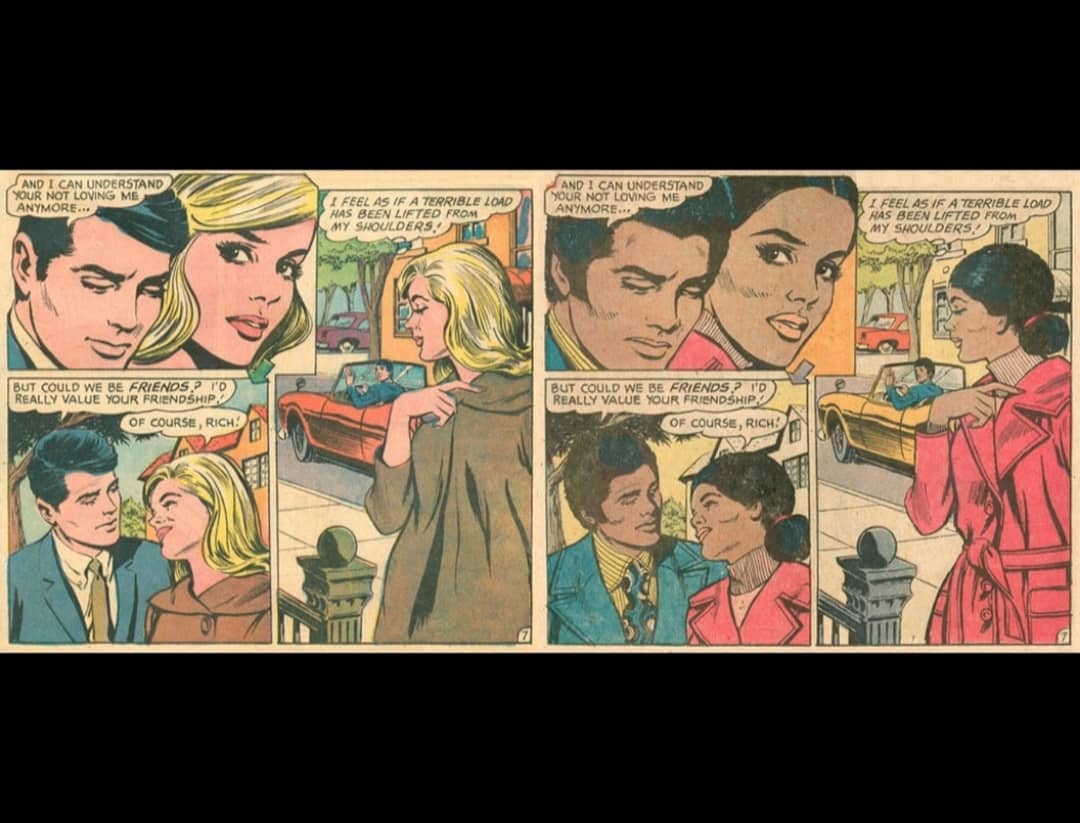 AND I CAN UNDERSTAND
YOUR NOT LOVING ME
ANYMORE...
I FEEL AS IF A TERRIBLE LOAD
HAS BEEN LIFTED FROM
MY SHOULDERS!
BUT COULD WE BE FRIENDS? I'D
REALLY VALUE YOUR FRIENDSHIP!
OF COURSE, RICH!
7
AND I CAN UNDERSTAND
YOUR NOT LOVING ME
ANYMORE...
I FEEL AS IF A TERRIBLE LOAD
HAS BEEN LIFTED FROM
MY SHOULDERS!
BUT COULD WE BE FRIENDS? I'D
REALLY VALUE YOUR FRIENDSHIP!
OF COURSE, RICH!
7